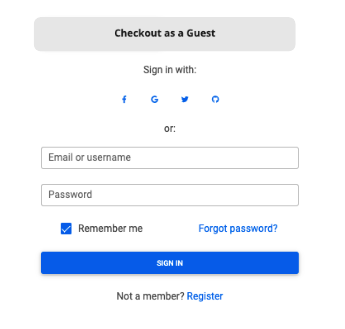 Checkout as a Guest
Sign in with:
or:
Email or username
Password
Remember me Forgot password?
SIGN IN
Not a member? Register